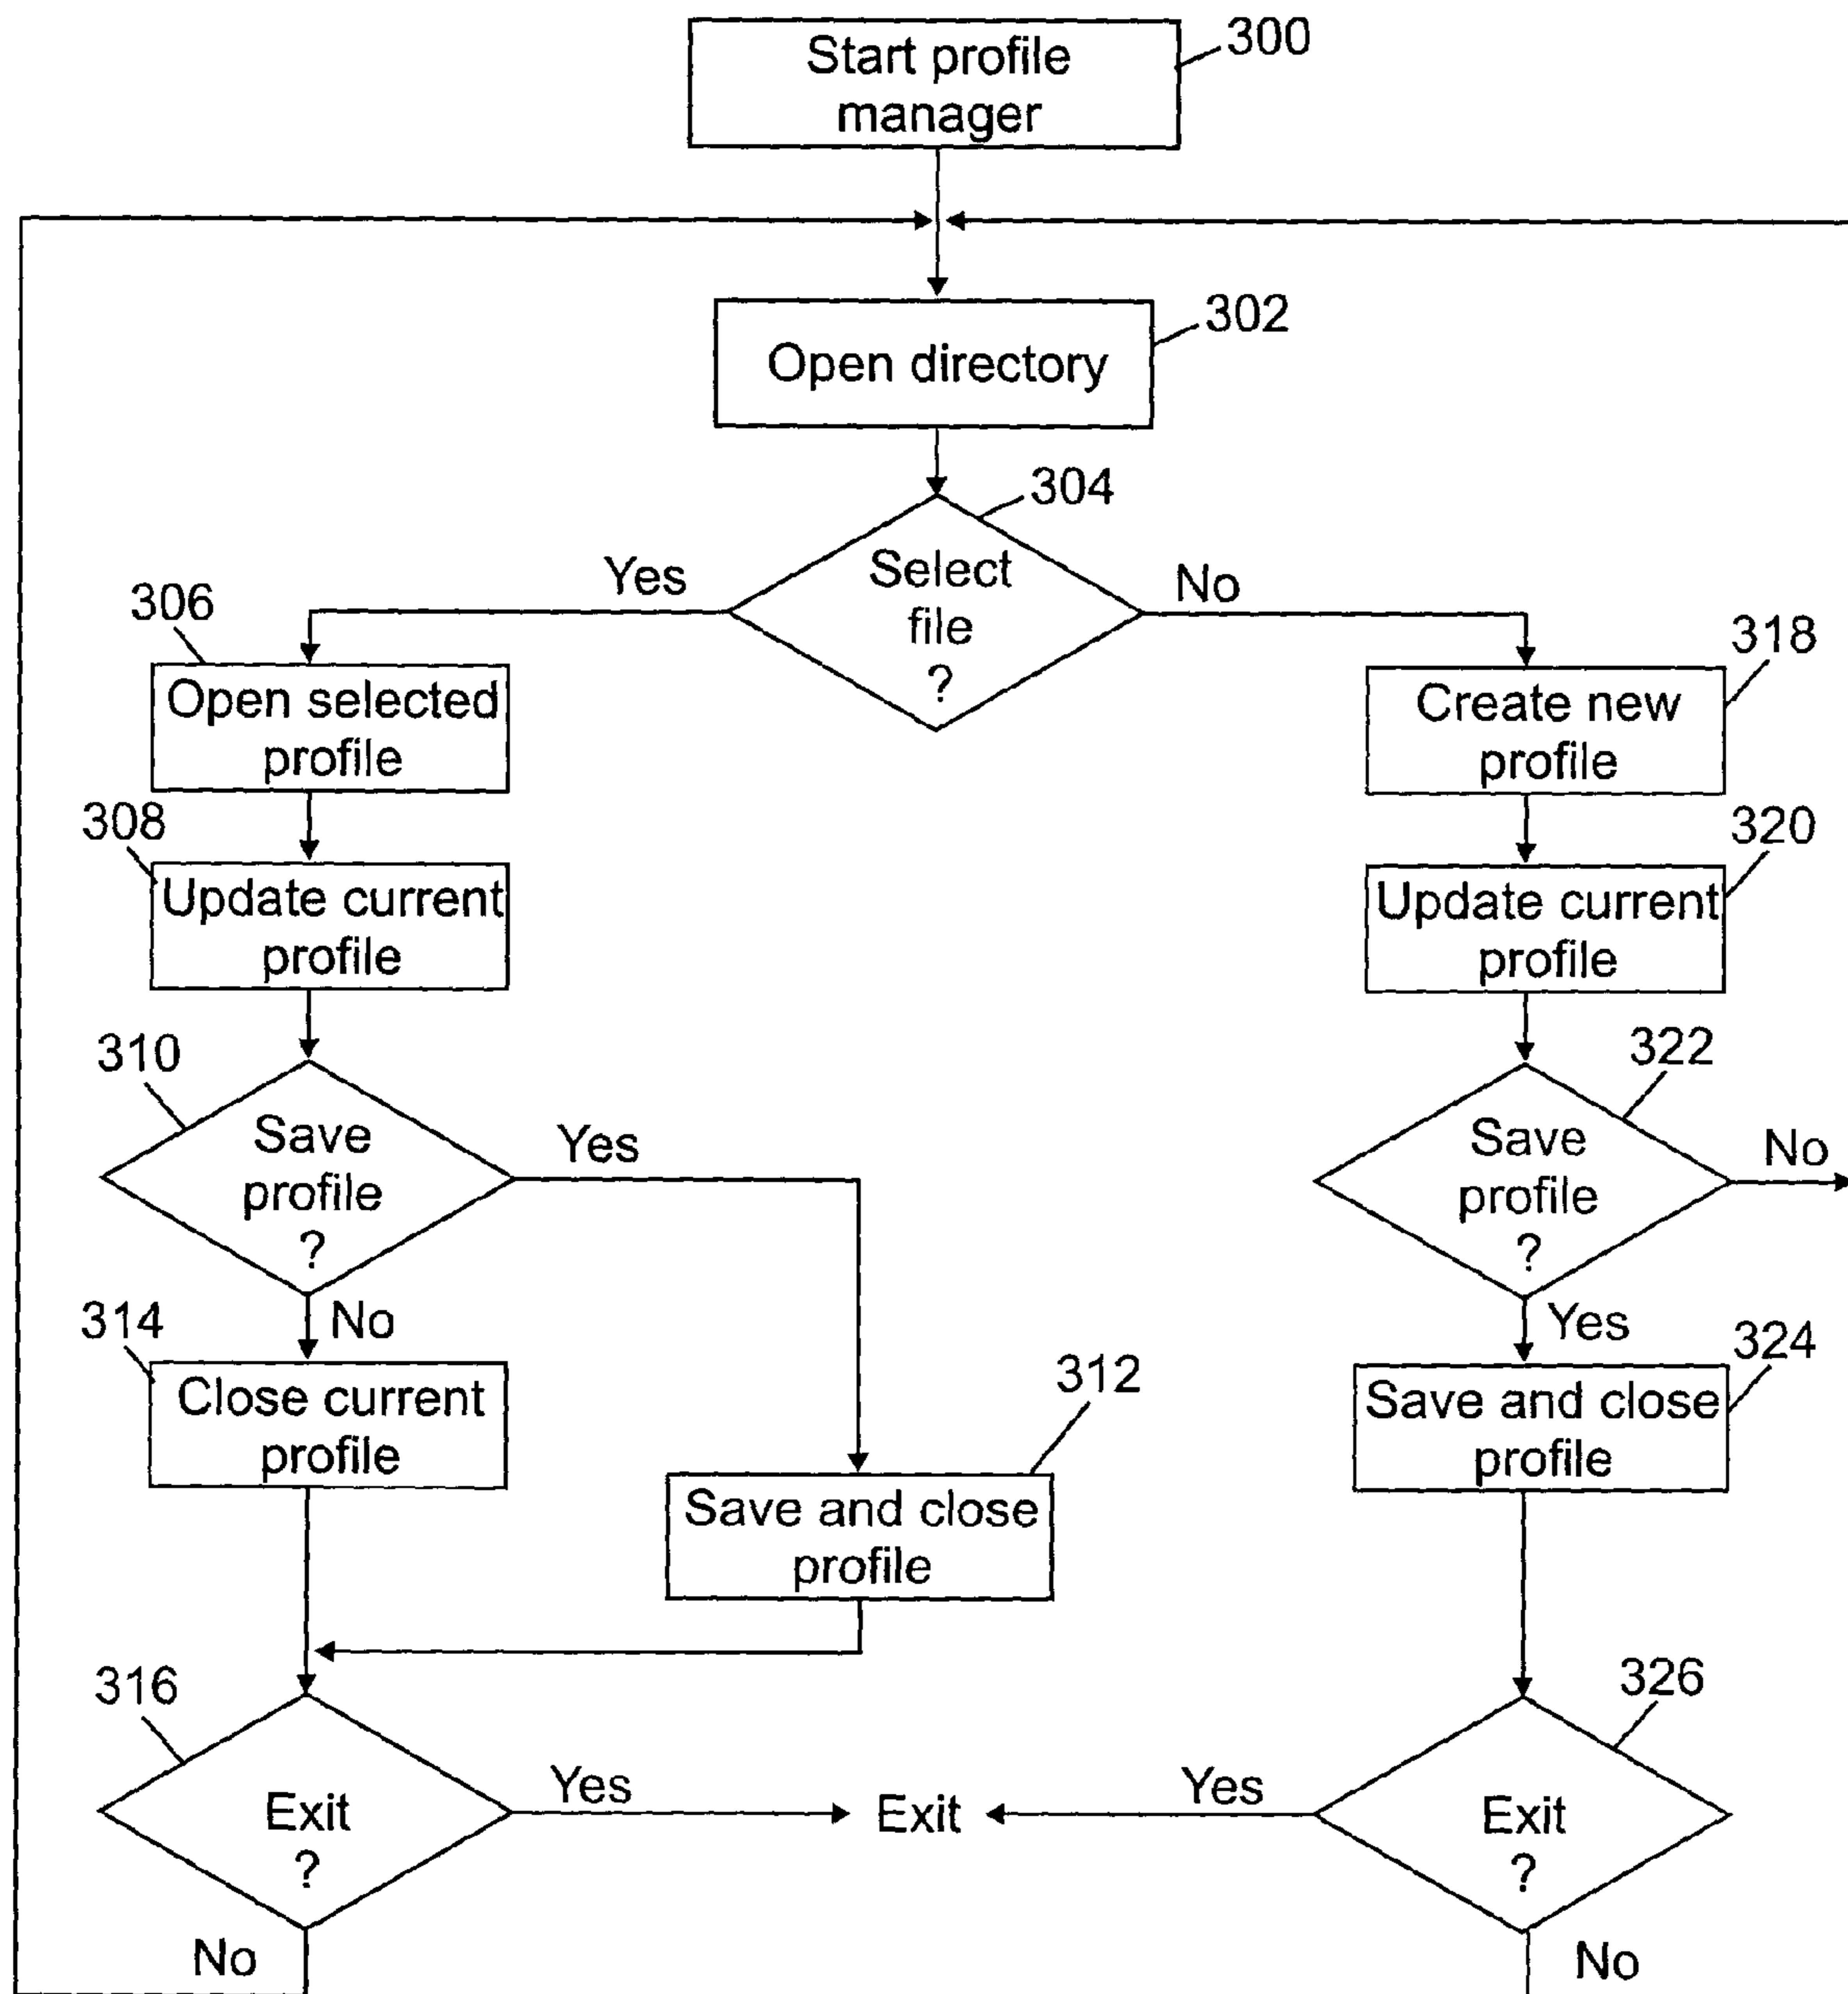 300
Start profile
manager
302
Open directory
304
Select
file
?
Yes
No
306
Open selected
profile
318
Create new
profile
308
Update current
profile
320
Update current
profile
310
Save
profile
?
Yes
No
322
Save
profile
?
No
Yes
314
Close current
profile
312
Save and close
profile
324
Save and close
profile
316
Exit
?
Yes
No
Exit
326
Exit
?
Yes
No